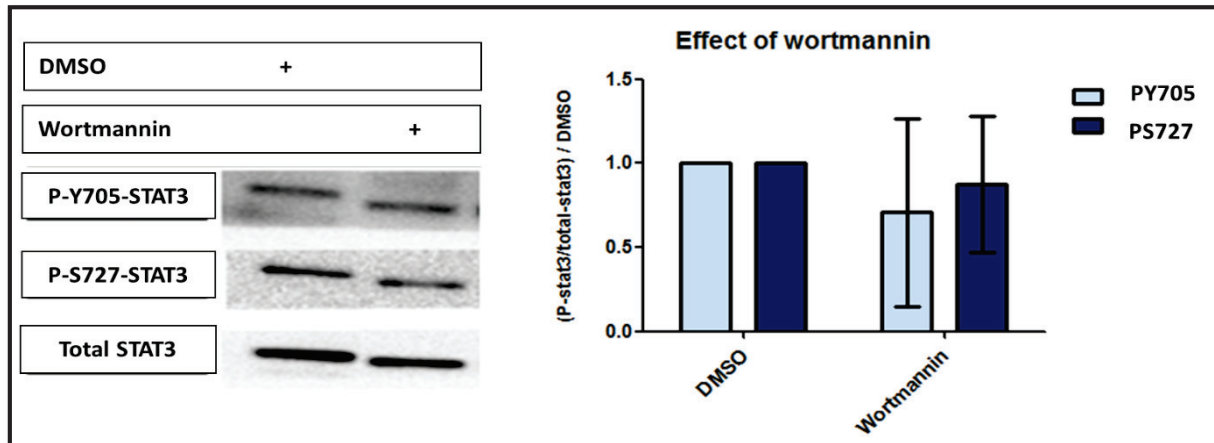 DMSO +
Wortmannin +
P-Y705-STAT3
P-S727-STAT3
Total STAT3
Effect of wortmannin
(P-stat3/total-stat3) / DMSO
1.5
1.0
0.5
0.0
DMSO
Wortmannin
PY705
PS727